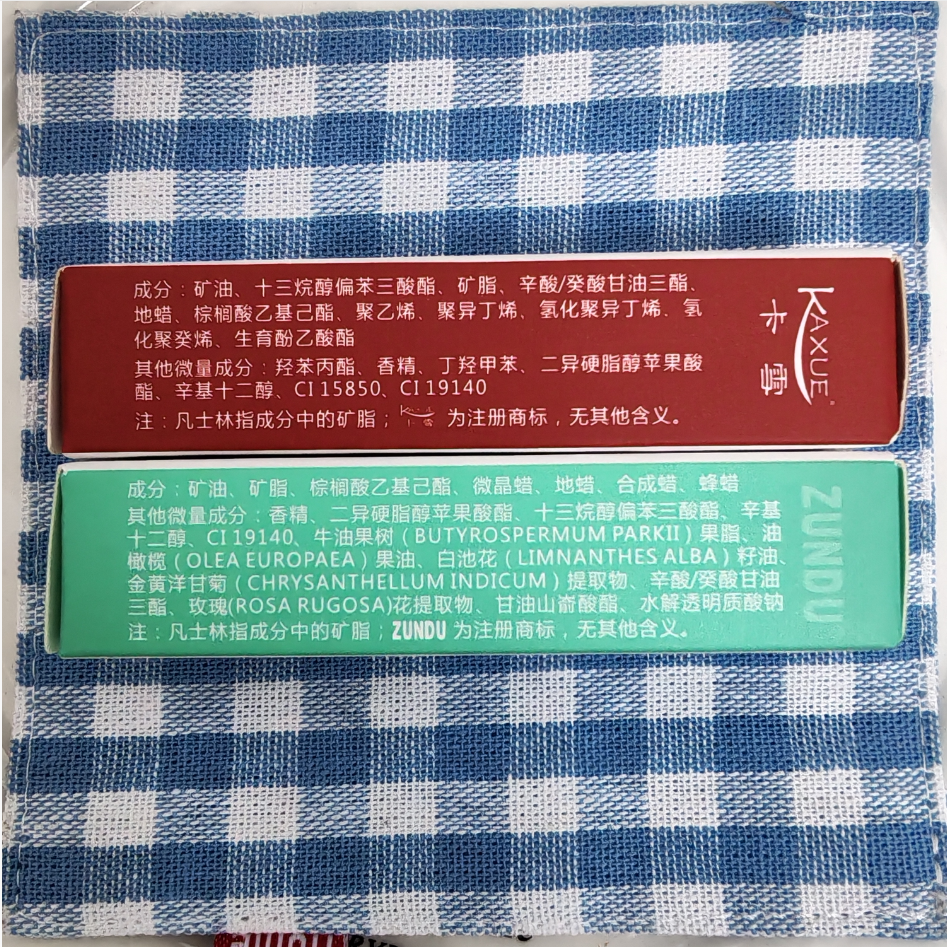 成分：矿油、十三烷醇偏苯三酸酯、矿脂、辛酸/癸酸甘油三酯、
地蜡、棕榈酸乙基己酯、聚乙烯、聚异丁烯、氢化聚异丁烯、氢
化聚癸烯、生育酚乙酸酯
其他微量成分：羟苯丙酯、香精、丁羟甲苯、二异硬脂醇苹果酸
酯、辛基十二醇、CI 15850、CI 19140
注：凡士林指成分中的矿脂； 为注册商标，无其他含义。
KAXUE
卡雪
成分：矿油、矿脂、棕榈酸乙基己酯、微晶蜡、地蜡、合成蜡、蜂蜡
其他微量成分：香精、二异硬脂醇苹果酸酯、十三烷醇偏苯三酸酯、辛基
十二醇、CI 19140、牛油果树（BUTYROSPERMUM PARKII）果脂、油
橄榄（OLEA EUROPAEA）果油、白池花（LIMNANTHES ALBA）籽油、
金黄洋甘菊（CHRYSANTHELLUM INDICUM）提取物、辛酸/癸酸甘油
三酯、玫瑰(ROSA RUGOSA)花提取物、甘油山嵛酸酯、水解透明质酸钠
注：凡士林指成分中的矿脂；ZUNDU 为注册商标，无其他含义。
ZUNDU